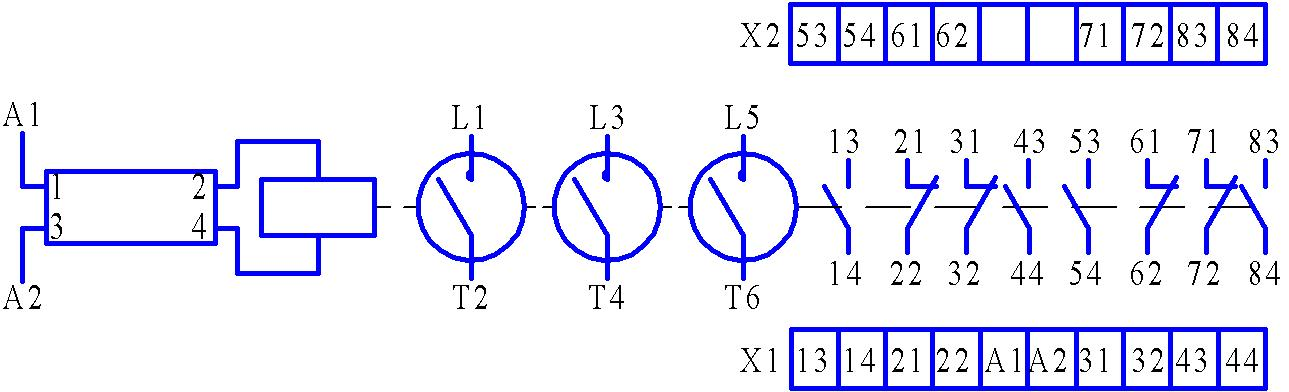 X2 53 54 61 62 71 72 83 84
A1 L1 L3 L5 13 21 31 43 53 61 71 83
1 2
3 4
A2 T2 T4 T6 14 22 32 44 54 62 72 84
X1 13 14 21 22 A1 A2 31 32 43 44